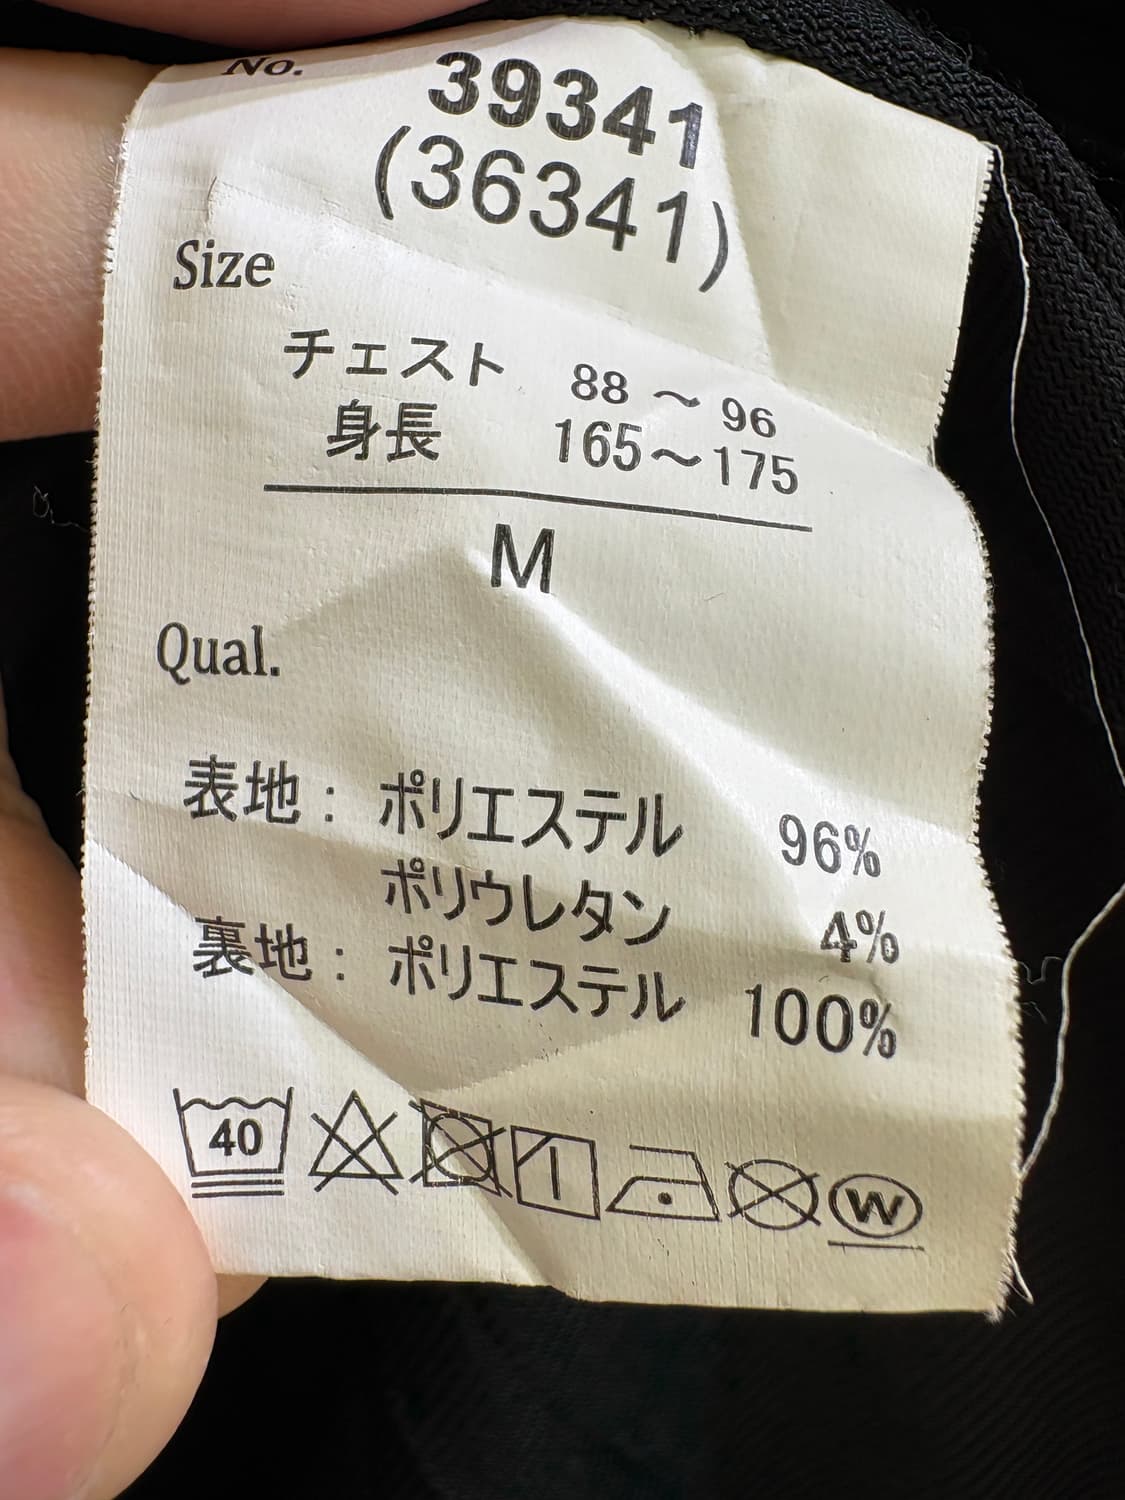 No. 39341
(36341)
Size
チェスト 88 ～ 96
身長 165～175
M
Qual.
表地: ポリエステル 96%
ポリウレタン 4%
裏地: ポリエステル 100%
40
W